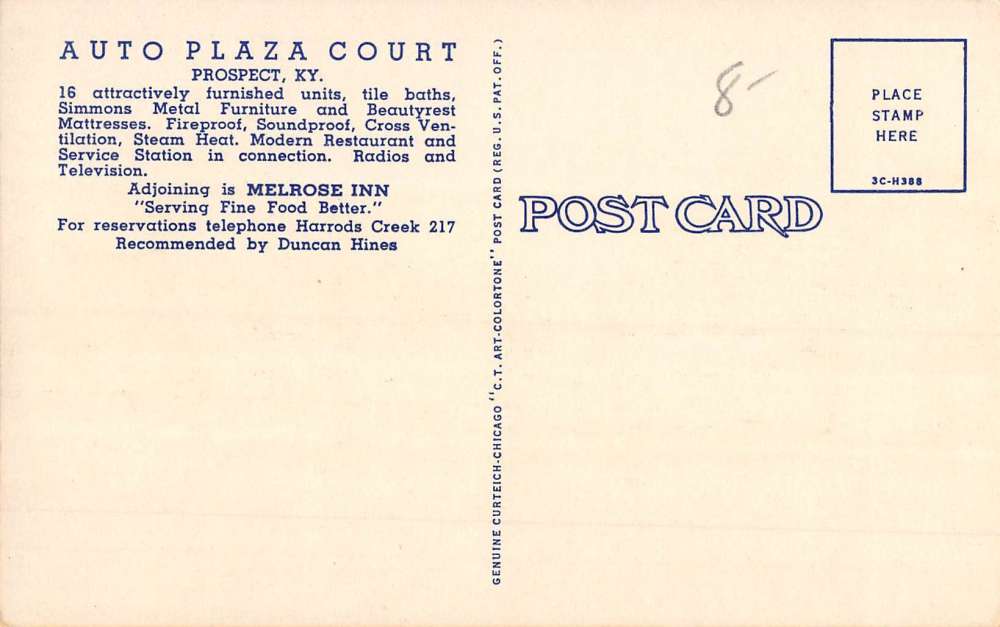 AUTO PLAZA COURT
PROSPECT, KY.
16 attractively furnished units, tile baths,
Simmons Metal Furniture and Beautyrest
Mattresses. Fireproof, Soundproof, Cross Ven-
tilation, Steam Heat. Modern Restaurant and
Service Station in connection. Radios and
Television.
Adjoining is MELROSE INN
"Serving Fine Food Better."
For reservations telephone Harrods Creek 217
Recommended by Duncan Hines
GENUINE CURTEICH-CHICAGO "C.T. ART-COLORTONE" POST CARD (REG. U.S. PAT. OFF.)
8-
POST CARD
PLACE
STAMP
HERE
3C-H388